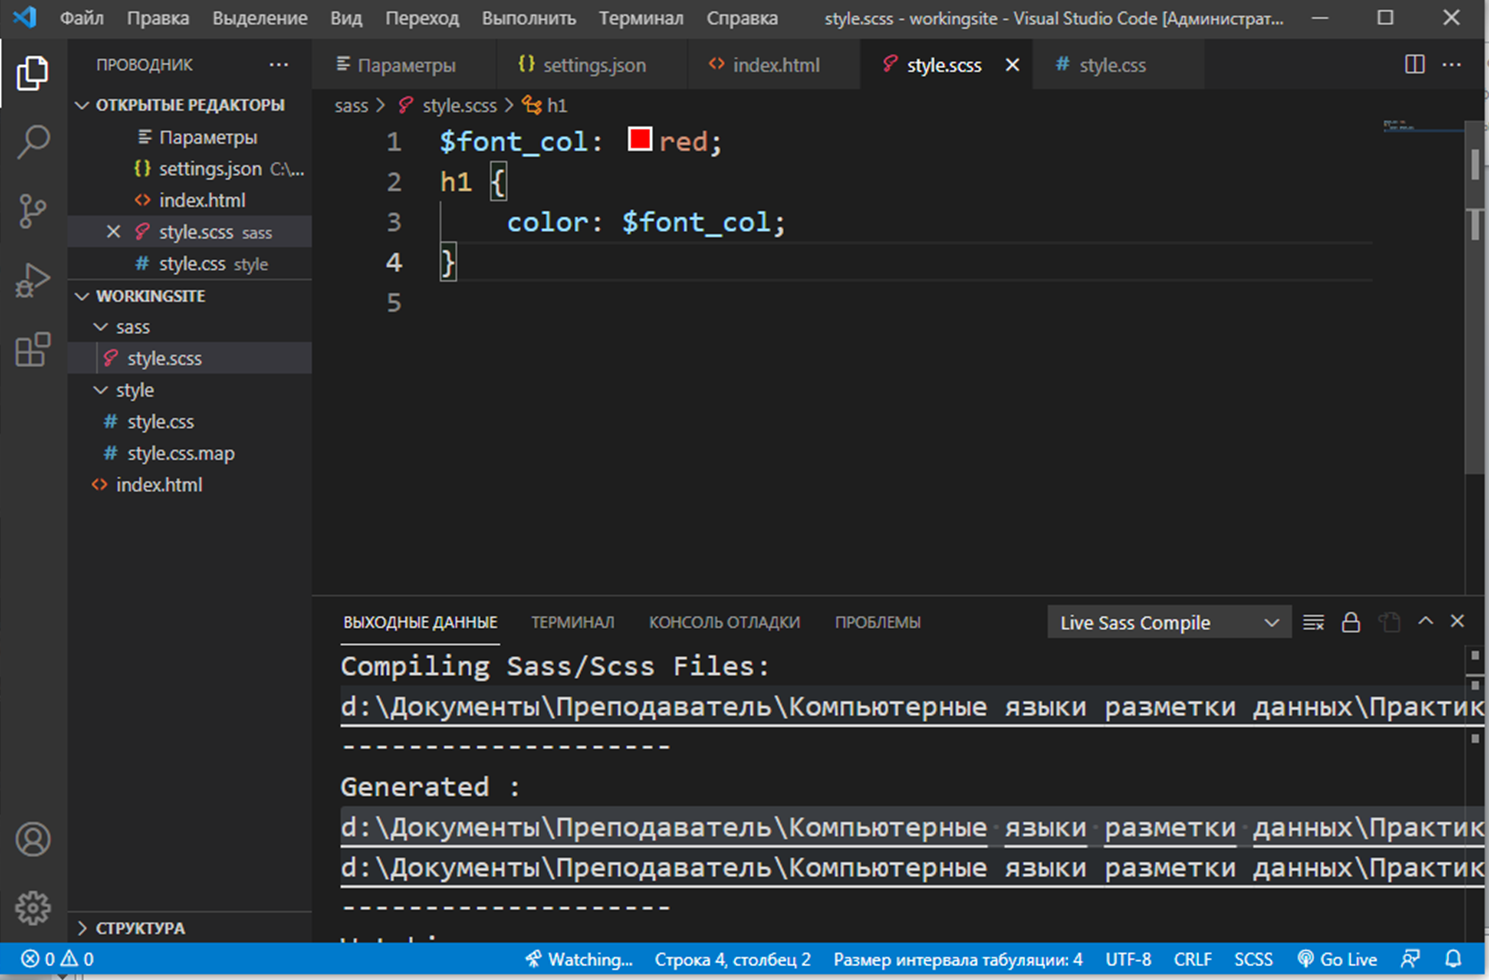 Файл Правка Выделение Вид Переход Выполнить Терминал Справка style.scss - workingsite - Visual Studio Code [Администрат...
ПРОВОДНИК ...
Параметры {} settings.json <> index.html style.scss # style.css ...
ОТКРЫТЫЕ РЕДАКТОРЫ
Параметры
{} settings.json C:\...
<> index.html
style.scss sass
# style.css style
WORKINGSITE
sass
style.scss
style
# style.css
# style.css.map
<> index.html
СТРУКТУРА
sass > style.scss > h1
1 $font_col: red;
2 h1 {
3 color: $font_col;
4 }
5
ВЫХОДНЫЕ ДАННЫЕ ТЕРМИНАЛ КОНСОЛЬ ОТЛАДКИ ПРОБЛЕМЫ Live Sass Compile
Compiling Sass/Scss Files:
d:\Документы\Преподаватель\Компьютерные языки разметки данных\Практик
--------------------
Generated :
d:\Документы\Преподаватель\Компьютерные языки разметки данных\Практик
d:\Документы\Преподаватель\Компьютерные языки разметки данных\Практик
--------------------
0 0 Watching... Строка 4, столбец 2 Размер интервала табуляции: 4 UTF-8 CRLF SCSS Go Live